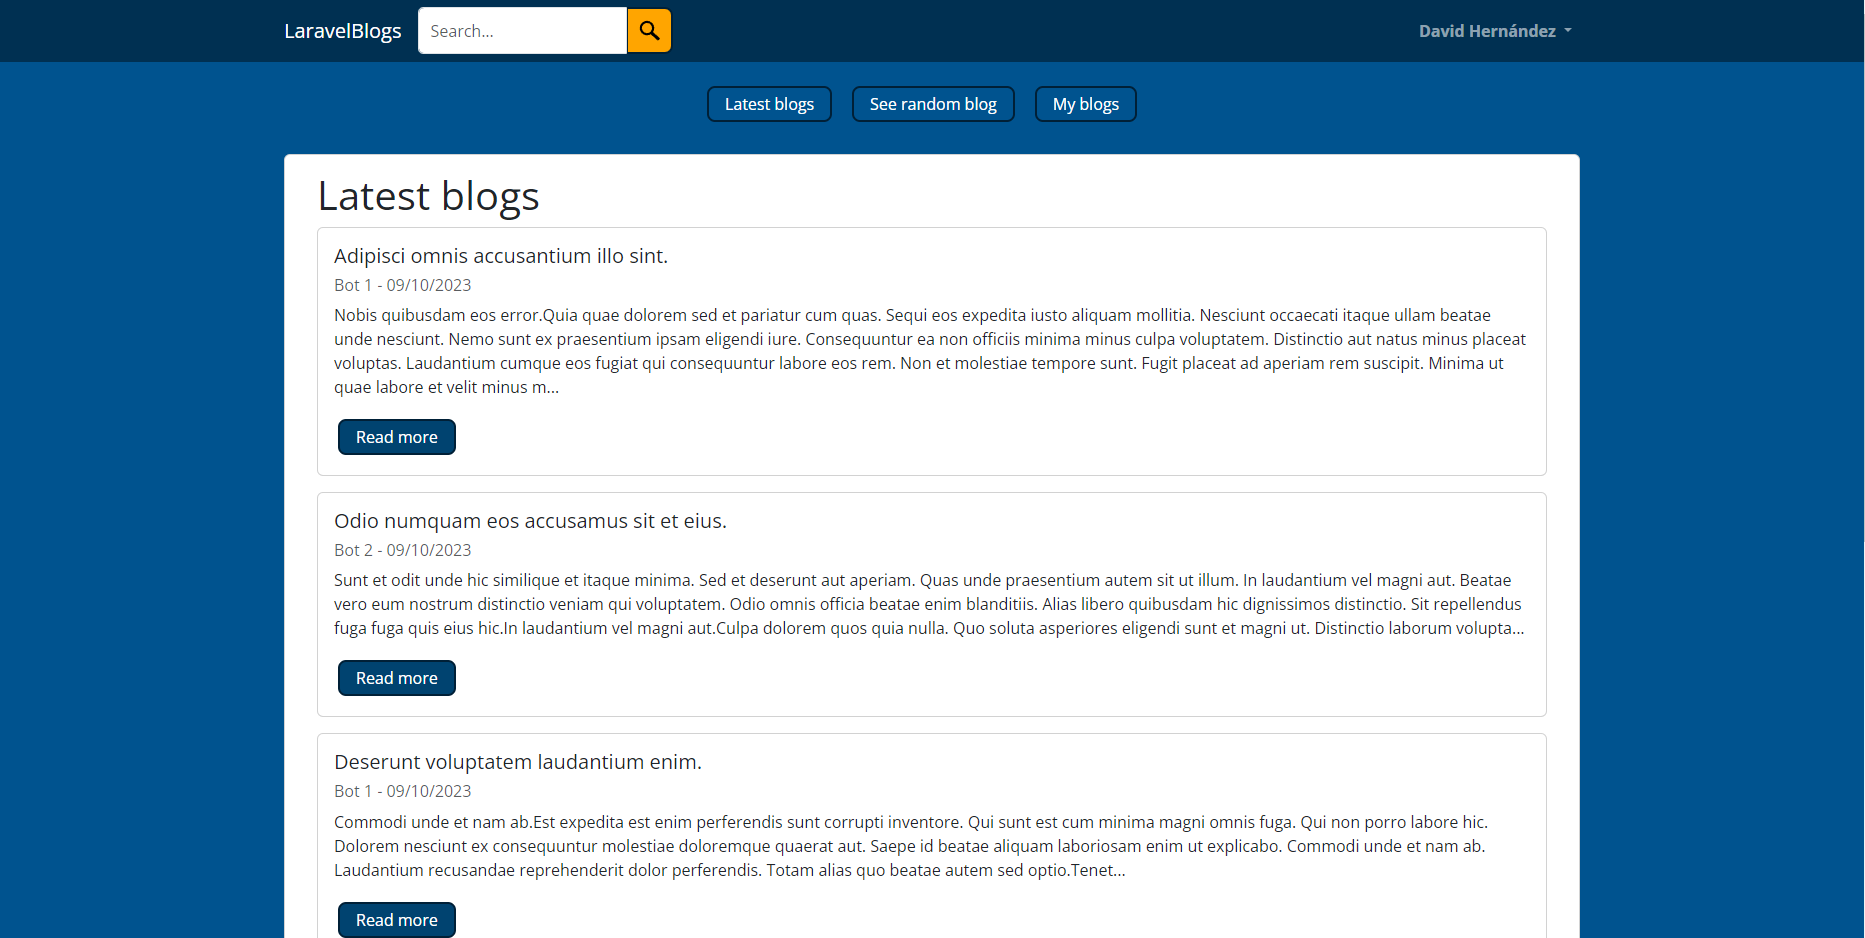 LaravelBlogs
Search...
David Hernández
Latest blogs
See random blog
My blogs
Latest blogs
Adipisci omnis accusantium illo sint.
Bot 1 - 09/10/2023
Nobis quibusdam eos error.Quia quae dolorem sed et pariatur cum quas. Sequi eos expedita iusto aliquam mollitia. Nesciunt occaecati itaque ullam beatae
unde nesciunt. Nemo sunt ex praesentium ipsam eligendi iure. Consequuntur ea non officiis minima minus culpa voluptatem. Distinctio aut natus minus placeat
voluptas. Laudantium cumque eos fugiat qui consequuntur labore eos rem. Non et molestiae tempore sunt. Fugit placeat ad aperiam rem suscipit. Minima ut
quae labore et velit minus m...
Read more
Odio numquam eos accusamus sit et eius.
Bot 2 - 09/10/2023
Sunt et odit unde hic similique et itaque minima. Sed et deserunt aut aperiam. Quas unde praesentium autem sit ut illum. In laudantium vel magni aut. Beatae
vero eum nostrum distinctio veniam qui voluptatem. Odio omnis officia beatae enim blanditiis. Alias libero quibusdam hic dignissimos distinctio. Sit repellendus
fuga fuga quis eius hic.In laudantium vel magni aut.Culpa dolorem quos quia nulla. Quo soluta asperiores eligendi sunt et magni ut. Distinctio laborum volupta...
Read more
Deserunt voluptatem laudantium enim.
Bot 1 - 09/10/2023
Commodi unde et nam ab.Est expedita est enim perferendis sunt corrupti inventore. Qui sunt est cum minima magni omnis fuga. Qui non porro labore hic.
Dolorem nesciunt ex consequuntur molestiae doloremque quaerat aut. Saepe id beatae aliquam laboriosam enim ut explicabo. Commodi unde et nam ab.
Laudantium recusandae reprehenderit dolor perferendis. Totam alias quo beatae autem sed optio.Tenet...
Read more